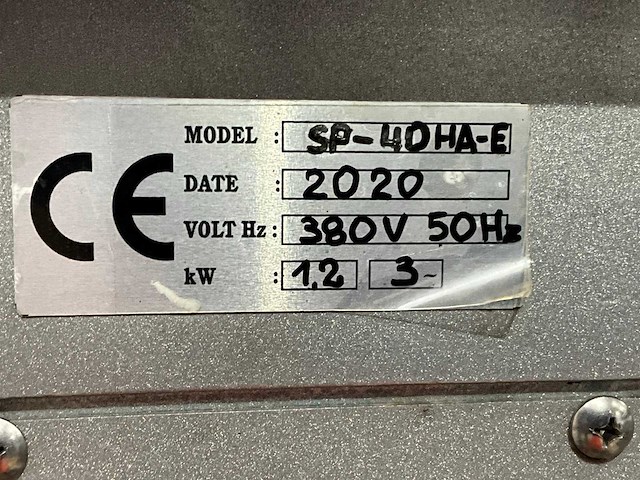 CE
MODEL : SP-40HA-E
DATE : 2020
VOLT Hz : 380V 50Hz
kW : 1.2 3~